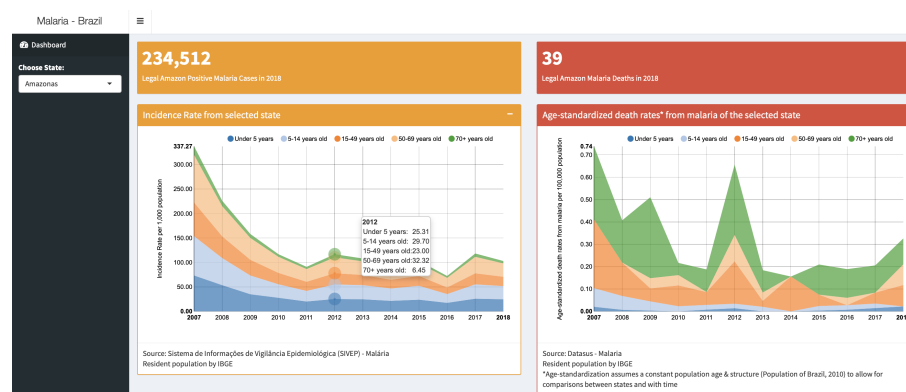 Malaria - Brazil
Dashboard
Choose State:
Amazonas
234,512
Legal Amazon Positive Malaria Cases in 2018
39
Legal Amazon Malaria Deaths in 2018
Incidence Rate from selected state
Under 5 years 5-14 years old 15-49 years old 50-69 years old 70+ years old
Incidence Rate per 1,000 population
337.27
300.00
250.00
200.00
150.00
100.00
50.00
0.00
2007 2008 2009 2010 2011 2012 2013 2014 2015 2016 2017 2018
2012
Under 5 years: 25.31
5-14 years old: 29.70
15-49 years old: 23.00
50-69 years old: 32.32
70+ years old: 6.45
Source: Sistema de Informações de Vigilância Epidemiológica (SIVEP) - Malária
Resident population by IBGE
Age-standardized death rates* from malaria of the selected state
Under 5 years 5-14 years old 15-49 years old 50-69 years old 70+ years old
Age-standardized death rates from malaria per 100,000 population
0.74
0.70
0.60
0.50
0.40
0.30
0.20
0.10
0.00
2007 2008 2009 2010 2011 2012 2013 2014 2015 2016 2017
Source: Datasus - Malaria
Resident population by IBGE
*Age-standardization assumes a constant population age & structure (Population of Brazil, 2010) to allow for
comparisons between states and with time